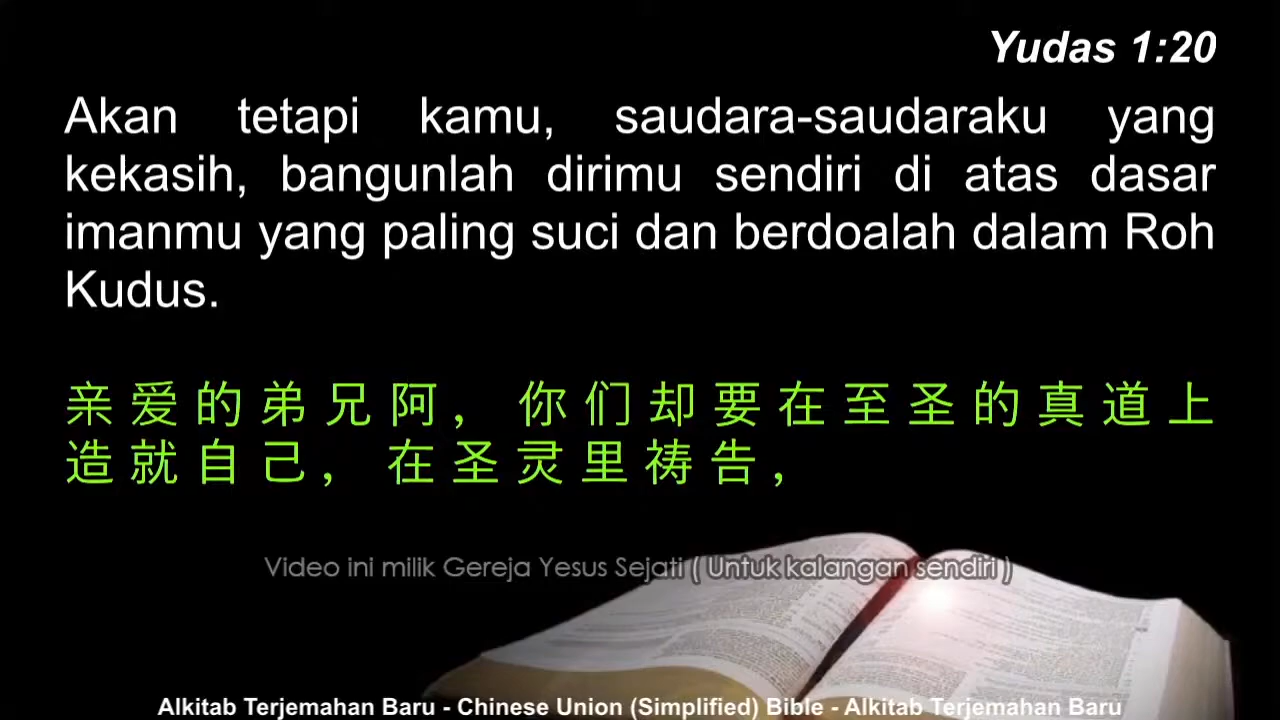 Yudas 1:20
Akan tetapi kamu, saudara-saudaraku yang
kekasih, bangunlah dirimu sendiri di atas dasar
imanmu yang paling suci dan berdoalah dalam Roh
Kudus.
亲爱的弟兄阿，你们却要在至圣的真道上
造就自己，在圣灵里祷告，
Video ini milik Gereja Yesus Sejati ( Untuk kalangan sendiri )
Alkitab Terjemahan Baru - Chinese Union (Simplified) Bible - Alkitab Terjemahan Baru